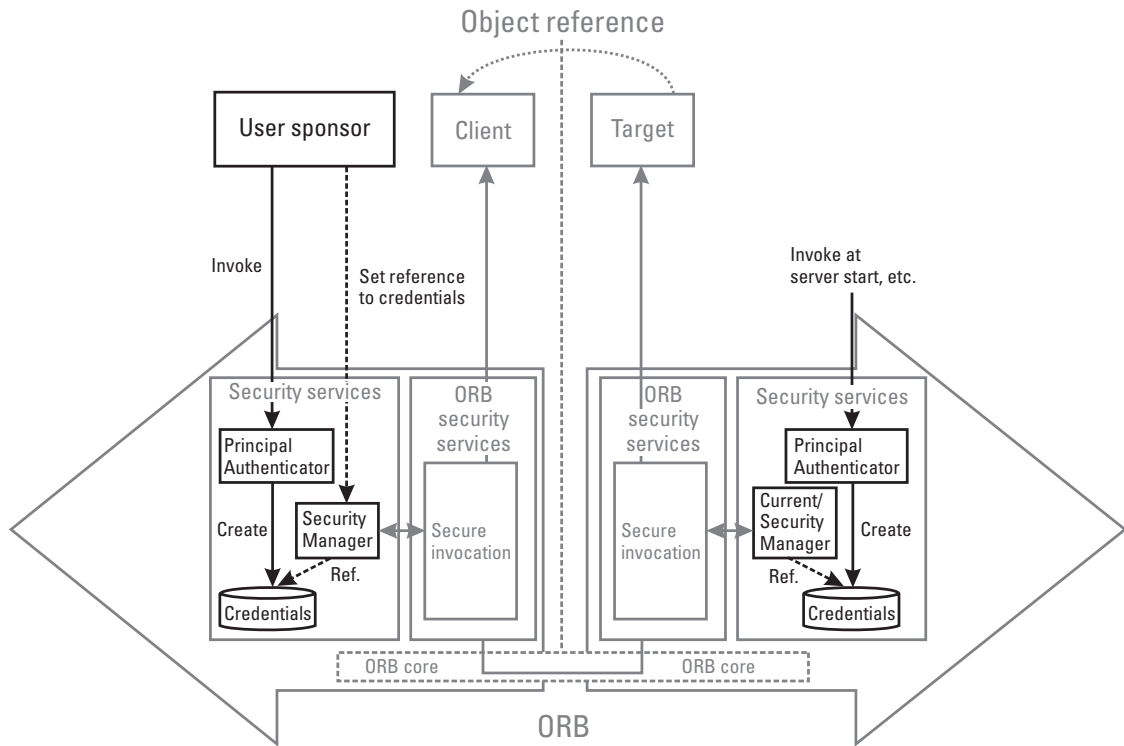 Object reference
User sponsor
Client
Target
Invoke
Set reference
to credentials
Invoke at
server start, etc.
Security services
ORB
security
services
ORB
security
services
Security services
Principal
Authenticator
Principal
Authenticator
Create
Security
Manager
Secure
invocation
Secure
invocation
Current/
Security
Manager
Create
Ref.
Ref.
Credentials
Credentials
ORB core
ORB core
ORB